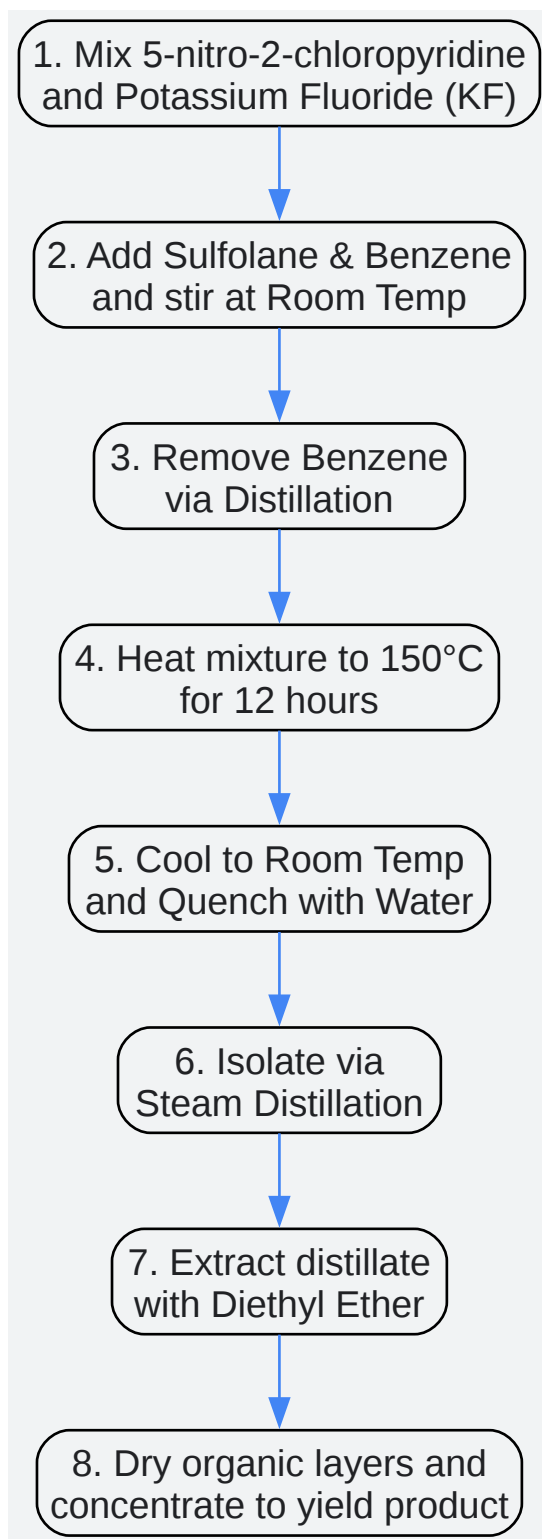 1. Mix 5-nitro-2-chloropyridine
and Potassium Fluoride (KF)
2. Add Sulfolane & Benzene
and stir at Room Temp
3. Remove Benzene
via Distillation
4. Heat mixture to 150°C
for 12 hours
5. Cool to Room Temp
and Quench with Water
6. Isolate via
Steam Distillation
7. Extract distillate
with Diethyl Ether
8. Dry organic layers and
concentrate to yield product